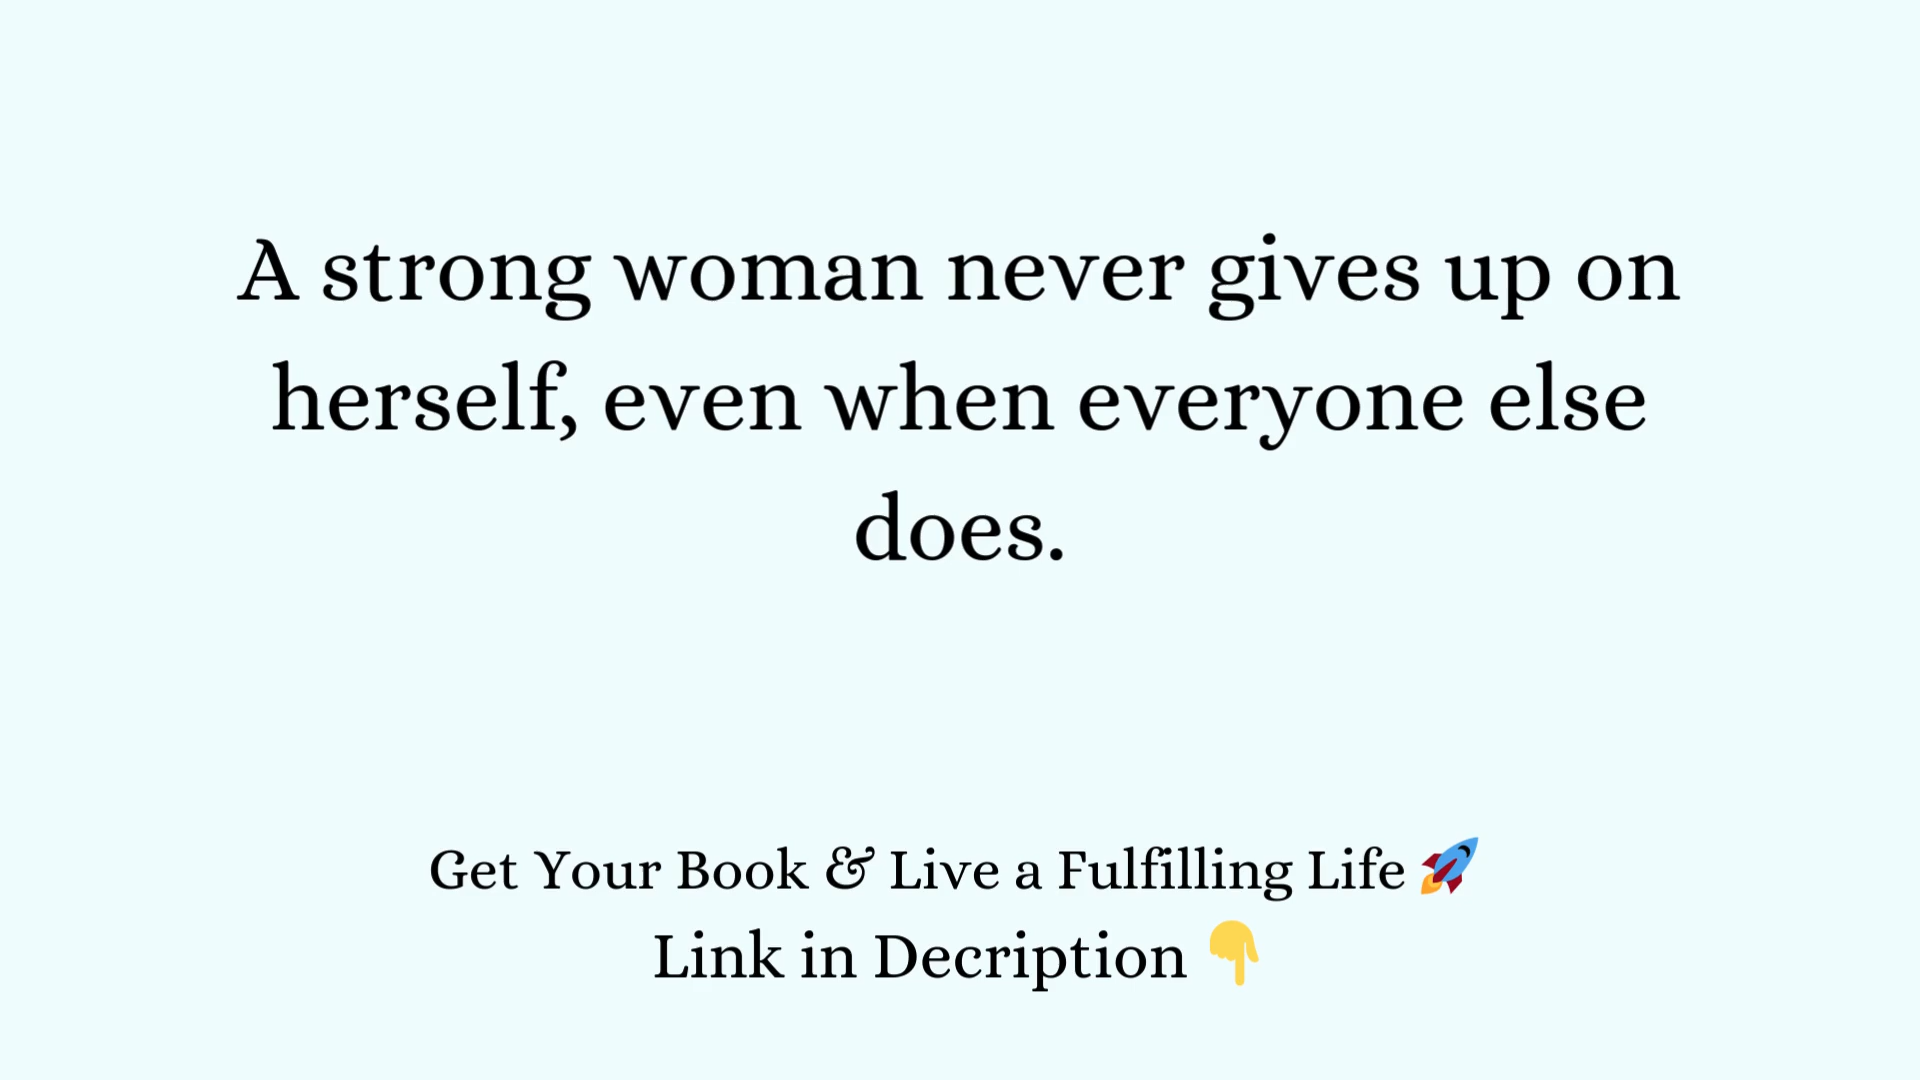 A strong woman never gives up on
herself, even when everyone else
does.
Get Your Book & Live a Fulfilling Life 🚀
Link in Decription 👇